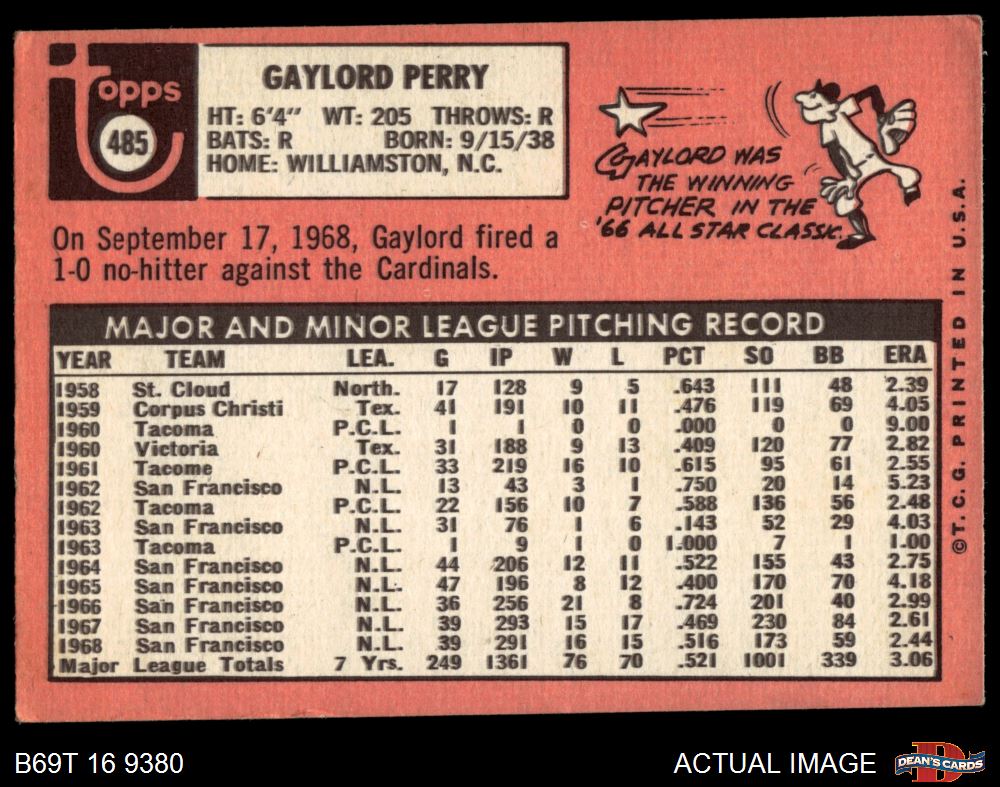 topps
485
GAYLORD PERRY
HT: 6'4" WT: 205 THROWS: R
BATS: R BORN: 9/15/38
HOME: WILLIAMSTON, N.C.
GAYLORD WAS
THE WINNING
PITCHER IN THE
'66 ALL STAR CLASSIC.
On September 17, 1968, Gaylord fired a
1-0 no-hitter against the Cardinals.
MAJOR AND MINOR LEAGUE PITCHING RECORD
YEAR TEAM LEA. G IP W L PCT SO BB ERA
1958 St. Cloud North. 17 128 9 5 .643 111 48 2.39
1959 Corpus Christi Tex. 41 191 10 11 .476 119 69 4.05
1960 Tacoma P.C.L. 1 1 0 0 .000 0 0 9.00
1960 Victoria Tex. 31 188 9 13 .409 120 77 2.82
1961 Tacome P.C.L. 33 219 16 10 .615 95 61 2.55
1962 San Francisco N.L. 13 43 3 1 .750 20 14 5.23
1962 Tacoma P.C.L. 22 156 10 7 .588 136 56 2.48
1963 San Francisco N.L. 31 76 1 6 .143 52 29 4.03
1963 Tacoma P.C.L. 1 9 1 0 1.000 7 1 1.00
1964 San Francisco N.L. 44 206 12 11 .522 155 43 2.75
1965 San Francisco N.L. 47 196 8 12 .400 170 70 4.18
1966 San Francisco N.L. 36 256 21 8 .724 201 40 2.99
1967 San Francisco N.L. 39 293 15 17 .469 230 84 2.61
1968 San Francisco N.L. 39 291 16 15 .516 173 59 2.44
Major League Totals 7 Yrs. 249 1361 76 70 .521 1001 339 3.06
©T.C.G. PRINTED IN U.S.A.
B69T 16 9380
ACTUAL IMAGE
DEAN'S CARDS